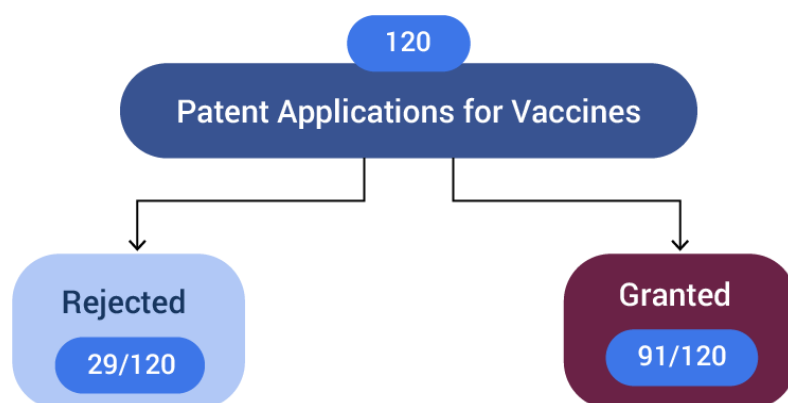 120
Patent Applications for Vaccines
Rejected
29/120
Granted
91/120